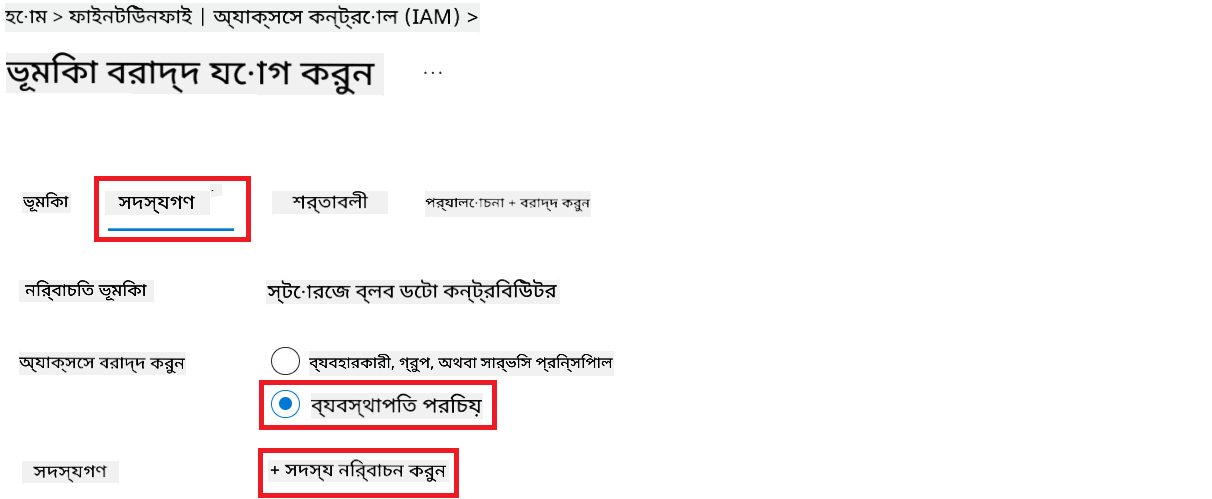 হোম > ফাইনটিউনফাই | অ্যাক্সেস কন্ট্রোল (IAM) >
ভূমিকা বরাদ্দ যোগ করুন ...
ভূমিকা সদস্যগণ শর্তাবলী পর্যালোচনা + বরাদ্দ করুন
নির্বাচিত ভূমিকা স্টোরেজ ব্লব ডেটা কন্ট্রিবিউটর
অ্যাক্সেস বরাদ্দ করুন ব্যবহারকারী, গ্রুপ, অথবা সার্ভিস প্রিন্সিপাল
ব্যবস্থাপিত পরিচয়
সদস্যগণ + সদস্য নির্বাচন করুন